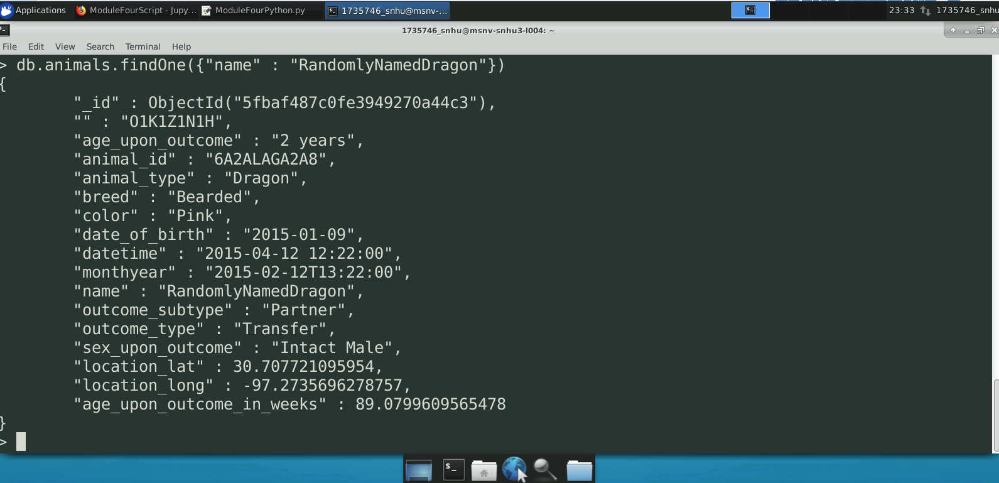 Applications ModuleFourScript - Jupy... ModuleFourPython.py 1735746_snhu@msnv-... 23:33 1735746_snhu
1735746_snhu@msnv-snhu3-l004: ~
File Edit View Search Terminal Help
> db.animals.findOne({"name" : "RandomlyNamedDragon"})
{
"_id" : ObjectId("5fbaf487c0fe3949270a44c3"),
"" : "O1K1Z1N1H",
"age_upon_outcome" : "2 years",
"animal_id" : "6A2ALAGA2A8",
"animal_type" : "Dragon",
"breed" : "Bearded",
"color" : "Pink",
"date_of_birth" : "2015-01-09",
"datetime" : "2015-04-12 12:22:00",
"monthyear" : "2015-02-12T13:22:00",
"name" : "RandomlyNamedDragon",
"outcome_subtype" : "Partner",
"outcome_type" : "Transfer",
"sex_upon_outcome" : "Intact Male",
"location_lat" : 30.707721095954,
"location_long" : -97.2735696278757,
"age_upon_outcome_in_weeks" : 89.0799609565478
}
>
$-